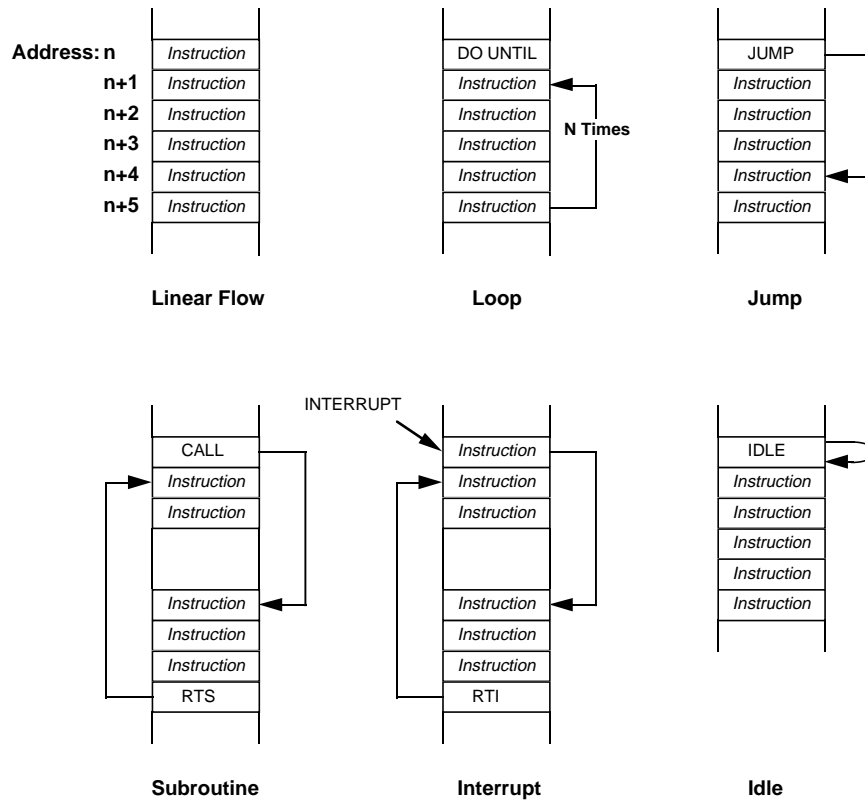 Address: n Instruction DO UNTIL JUMP
n+1 Instruction Instruction Instruction
n+2 Instruction Instruction Instruction
n+3 Instruction Instruction Instruction
N Times
n+4 Instruction Instruction Instruction
n+5 Instruction Instruction Instruction
Linear Flow Loop Jump
INTERRUPT
CALL Instruction IDLE
Instruction Instruction Instruction
Instruction Instruction Instruction
Instruction
Instruction
Instruction Instruction Instruction
Instruction Instruction
Instruction Instruction
RTS RTI
Subroutine Interrupt Idle